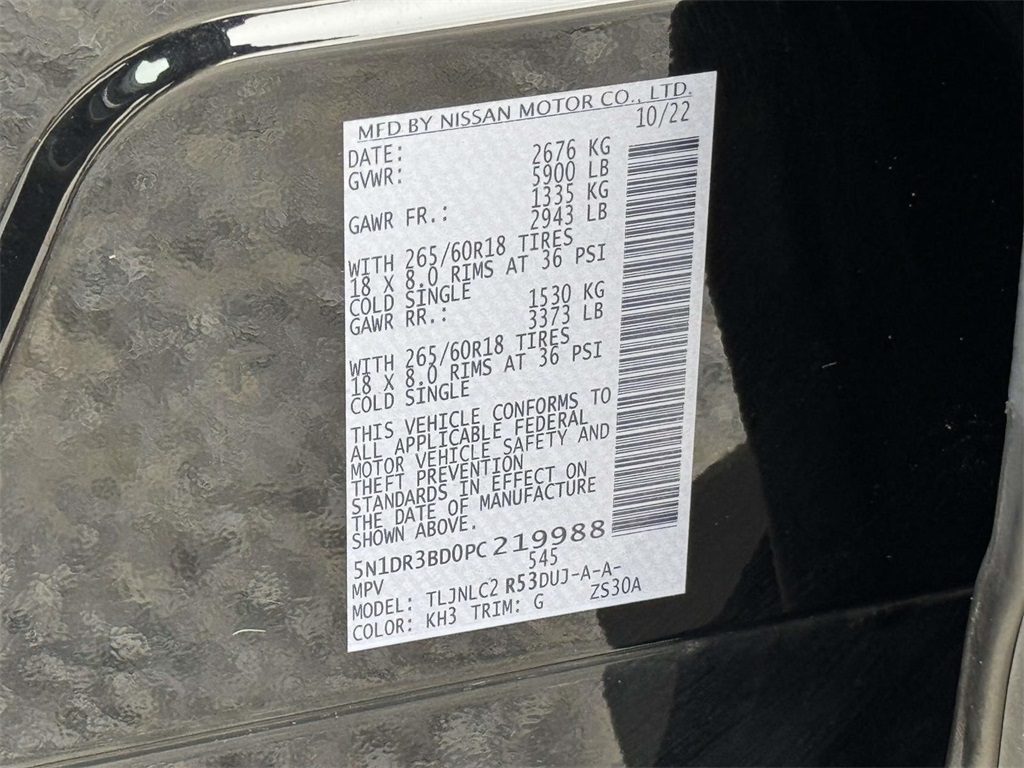 MFD BY NISSAN MOTOR CO., LTD.
DATE: 10/22
GVWR: 2676 KG
5900 LB
GAWR FR.: 1335 KG
2943 LB
WITH 265/60R18 TIRES
18 X 8.0 RIMS AT 36 PSI
COLD SINGLE
GAWR RR.: 1530 KG
3373 LB
WITH 265/60R18 TIRES
18 X 8.0 RIMS AT 36 PSI
COLD SINGLE
THIS VEHICLE CONFORMS TO
ALL APPLICABLE FEDERAL
MOTOR VEHICLE SAFETY AND
THEFT PREVENTION
STANDARDS IN EFFECT ON
THE DATE OF MANUFACTURE
SHOWN ABOVE.
5N1DR3BD0PC219988
MPV 545
MODEL: TLJNLC2 R53DUJ-A-A-
COLOR: KH3 TRIM: G ZS30A